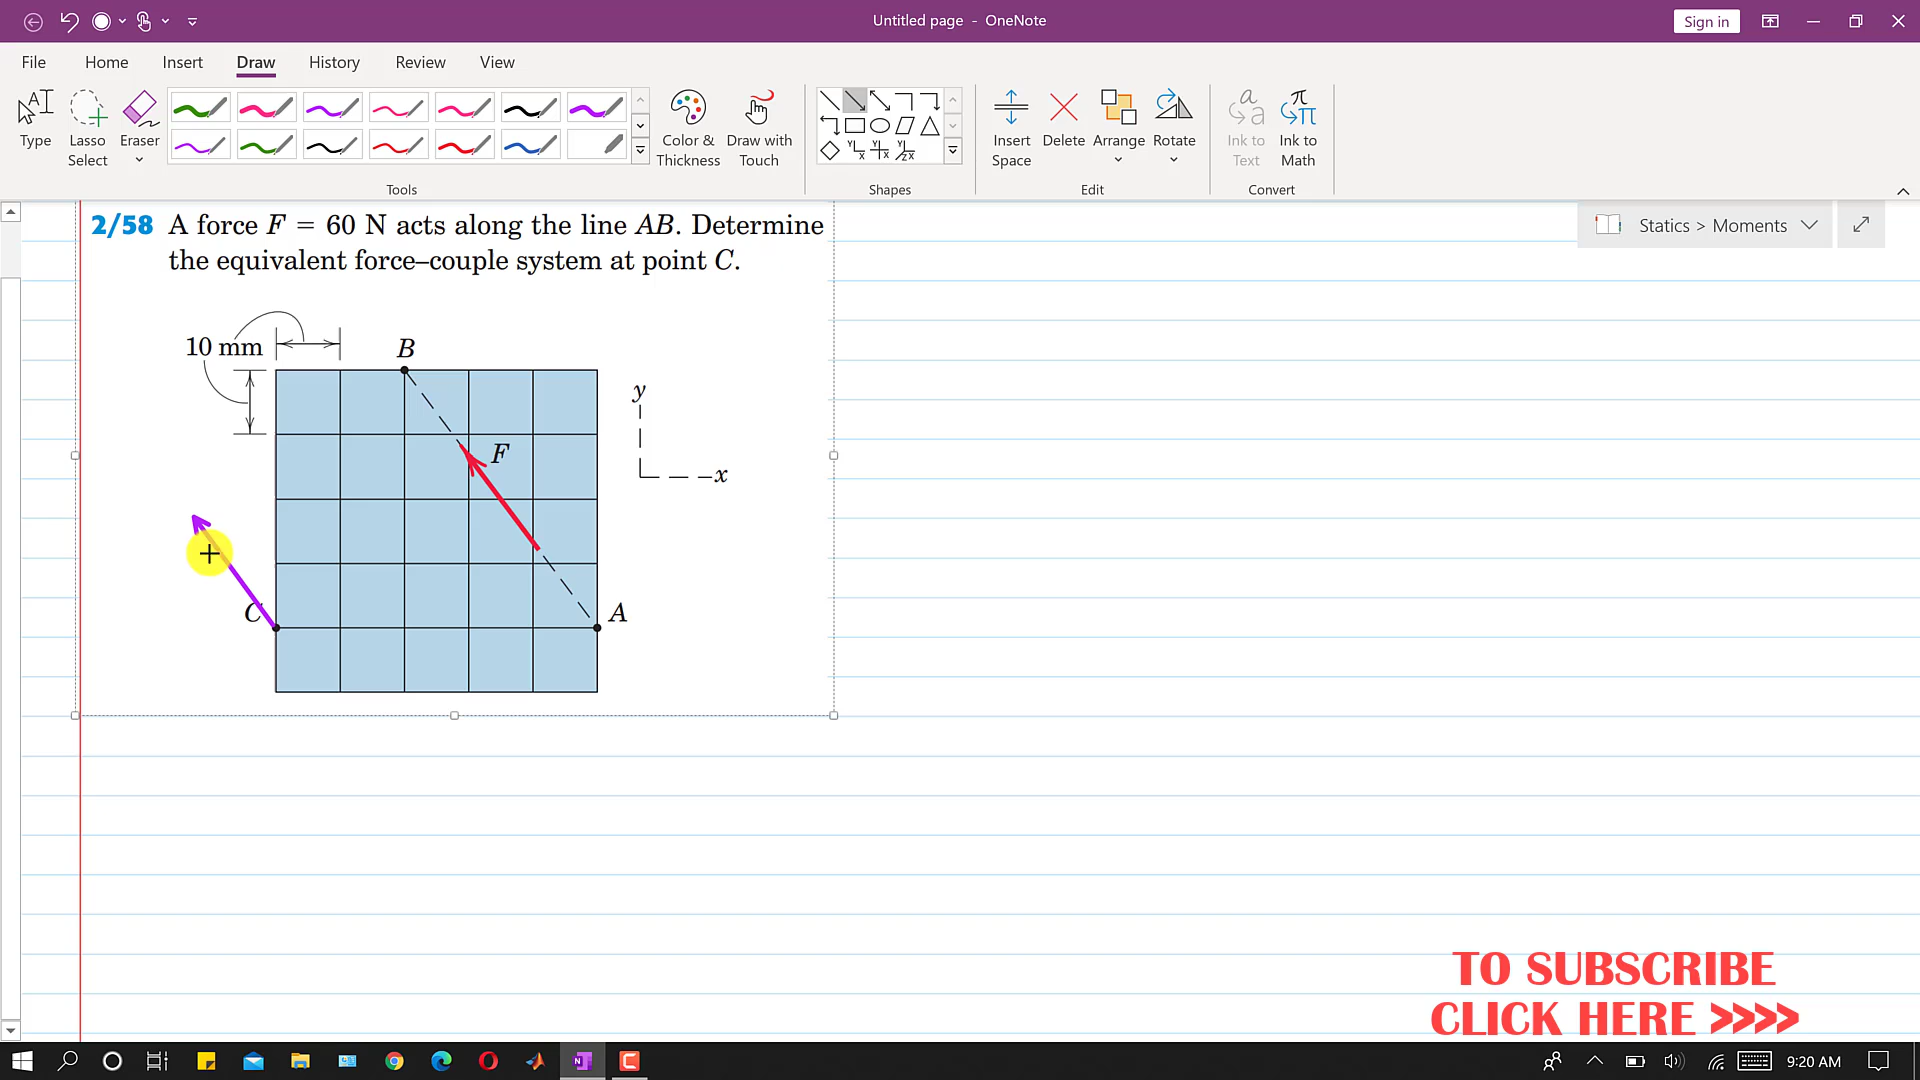 Untitled page - OneNote
Sign in
File Home Insert Draw History Review View
Type
Lasso Select
Eraser
Color & Thickness
Draw with Touch
Insert Space
Delete
Arrange
Rotate
Ink to Text
Ink to Math
Tools
Shapes
Edit
Convert
2/58 A force F = 60 N acts along the line AB. Determine
the equivalent force–couple system at point C.
Statics > Moments
10 mm
B
y
F
x
C
A
TO SUBSCRIBE
CLICK HERE >>>>
9:20 AM